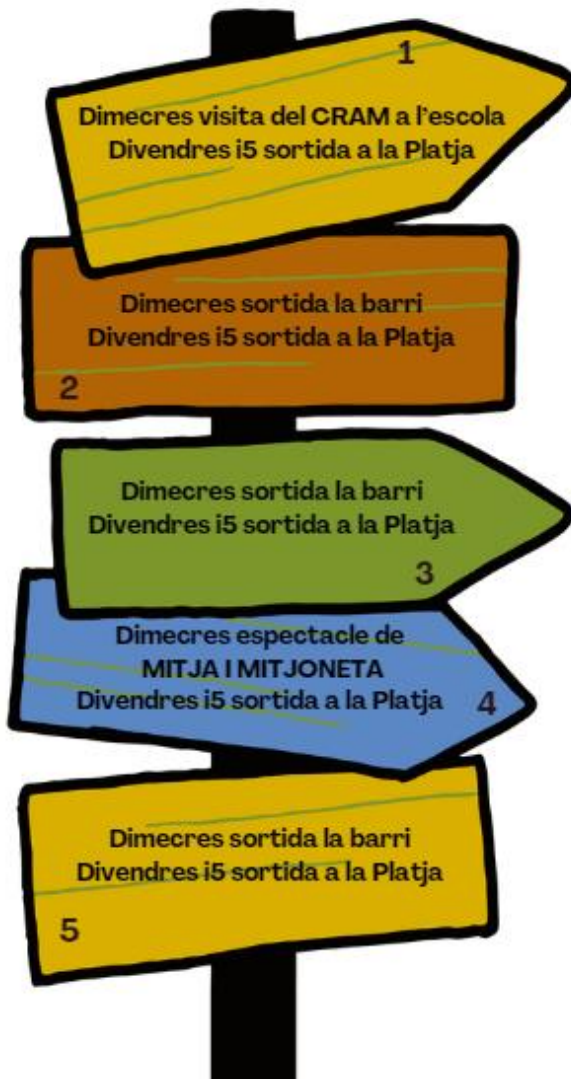 1
Dimecres visita del CRAM a l'escola
Divendres i5 sortida a la Platja
Dimecres sortida la barri
Divendres i5 sortida a la Platja
2
Dimecres sortida la barri
Divendres i5 sortida a la Platja
3
Dimecres espectacle de
MITJA I MITJONETA
Divendres i5 sortida a la Platja 4
Dimecres sortida la barri
Divendres i5 sortida a la Platja
5